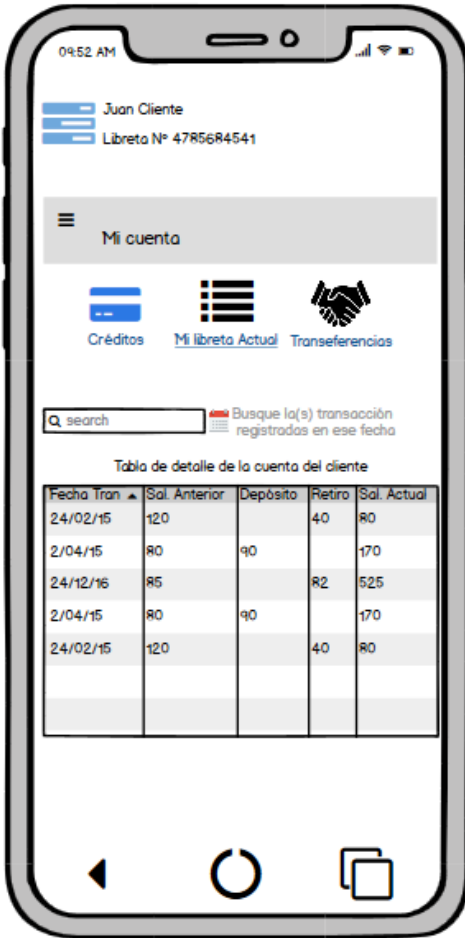 09:52 AM
Juan Cliente
Libreta Nº 4785684541
Mi cuenta
Créditos Mi libreta Actual Transeferencias
search
Busque la(s) transacción
registradas en ese fecha
Tabla de detalle de la cuenta del cliente
Fecha Tran Sal. Anterior Depòsito Retiro Sal. Actual
24/02/15 120 40 80
2/04/15 80 90 170
24/12/16 85 82 525
2/04/15 80 90 170
24/02/15 120 40 80